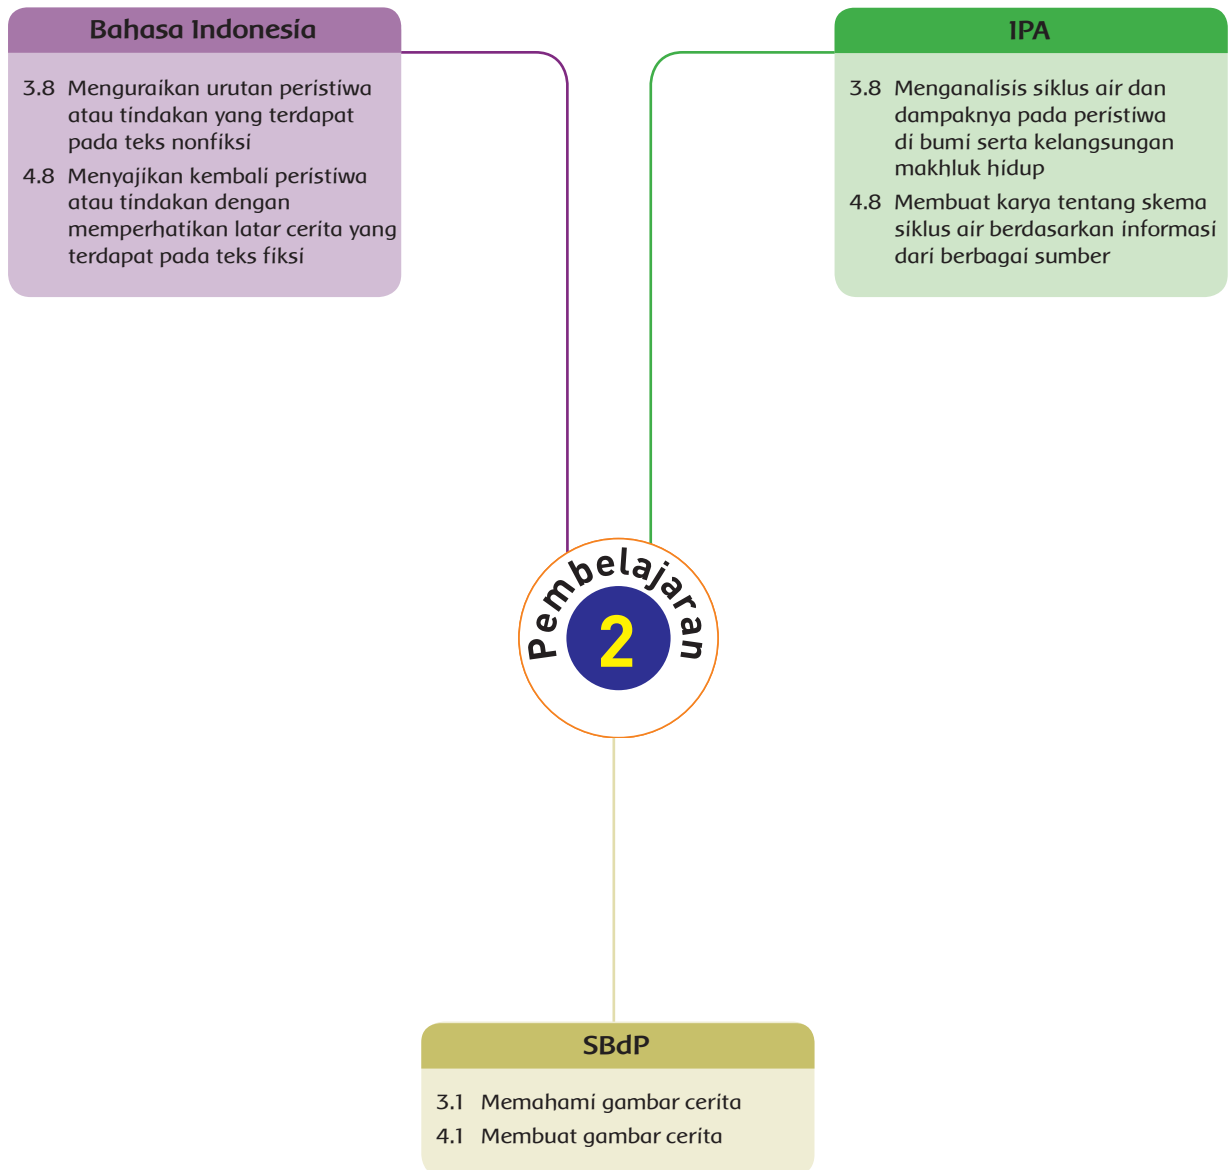 Bahasa Indonesia
3.8 Menguraikan urutan peristiwa
atau tindakan yang terdapat
pada teks nonfiksi
4.8 Menyajikan kembali peristiwa
atau tindakan dengan
memperhatikan latar cerita yang
terdapat pada teks fiksi
IPA
3.8 Menganalisis siklus air dan
dampaknya pada peristiwa
di bumi serta kelangsungan
makhluk hidup
4.8 Membuat karya tentang skema
siklus air berdasarkan informasi
dari berbagai sumber
Pembelajaran
2
SBdP
3.1 Memahami gambar cerita
4.1 Membuat gambar cerita